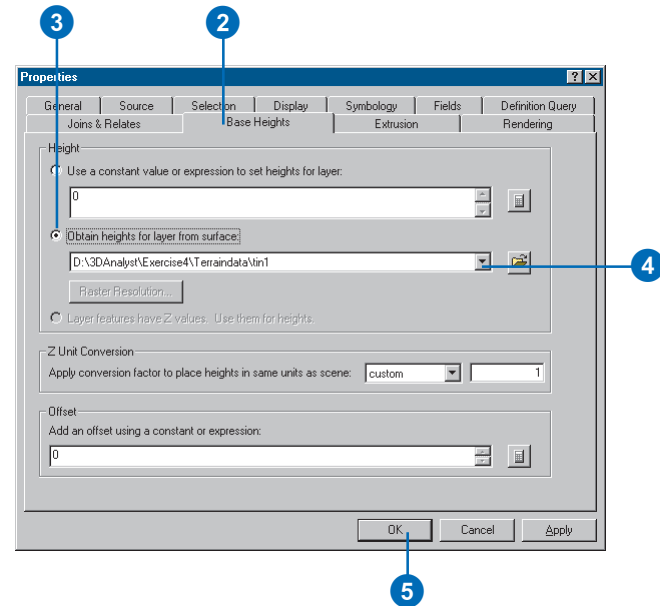 3
2
Properties
General Source Selection Display Symbology Fields Definition Query
Joins & Relates Base Heights Extrusion Rendering
Height
Use a constant value or expression to set heights for layer:
0
Obtain heights for layer from surface:
D:\3DAnalyst\Exercise4\Terraindata\tin1
4
Raster Resolution...
Layer features have Z values. Use them for heights.
Z Unit Conversion
Apply conversion factor to place heights in same units as scene: custom 1
Offset
Add an offset using a constant or expression:
0
OK Cancel Apply
5